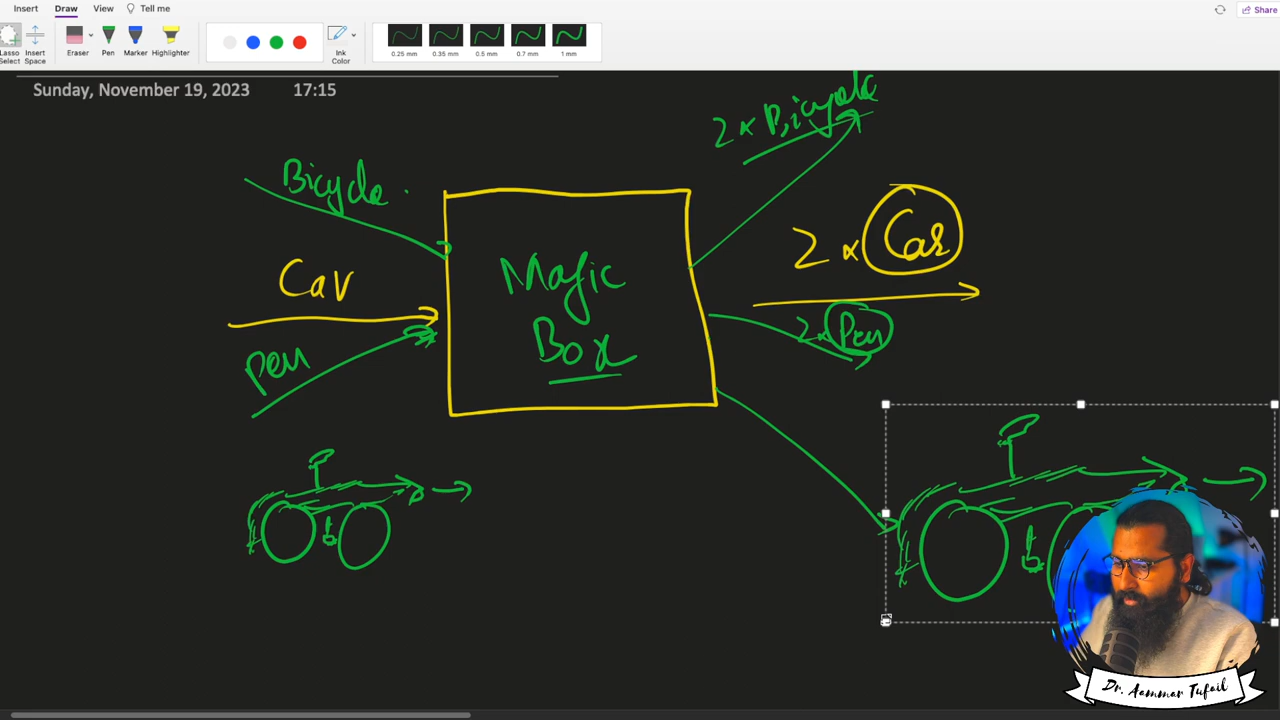 Insert Draw View Tell me
Share
Lasso Select
Insert Space
Eraser
Pen
Marker
Highlighter
Ink Color
0.25 mm
0.35 mm
0.5 mm
0.7 mm
1 mm
Sunday, November 19, 2023 17:15
2 x Bicycle
Bicycle
2 x Car
Car
Magic
Box
2 x Pen
Pen
Dr. Aammar Tufail